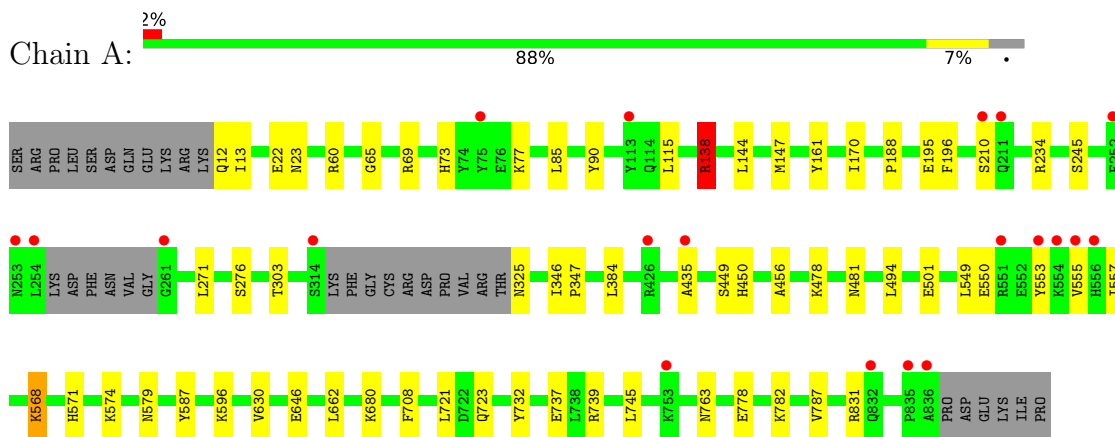 2%
Chain A:
88% 7% •
SER ARG PRO LEU SER ASP GLN GLU LYS ARG LYS Q12 I13 E22 N23 R60 G65 R69 H73 Y74 Y75 E76 K77 L85 Y90 Y113 Q114 L115 R138 L144 M147 Y161 I170 P188 E195 F196 S210 Q211 R234 S245
N253 L254 LYS ASP PHE ASN VAL GLY G261 L271 S276 T303 S314 LYS PHE GLY CYS ARG ASP PRO VAL ARG THR N325 I346 P347 L384 R426 A435 S449 H450 A456 K478 N481 L494 E501 L549 E550 R551 E552 Y553 K554 V555 H556 I557
K568 H571 K574 N579 Y587 K596 V630 E646 L662 K680 F708 L721 D722 Q723 Y732 E737 L738 R739 L745 K753 N763 E778 K782 V787 R831 Q832 P835 A836 PRO ASP GLU LYS ILE PRO